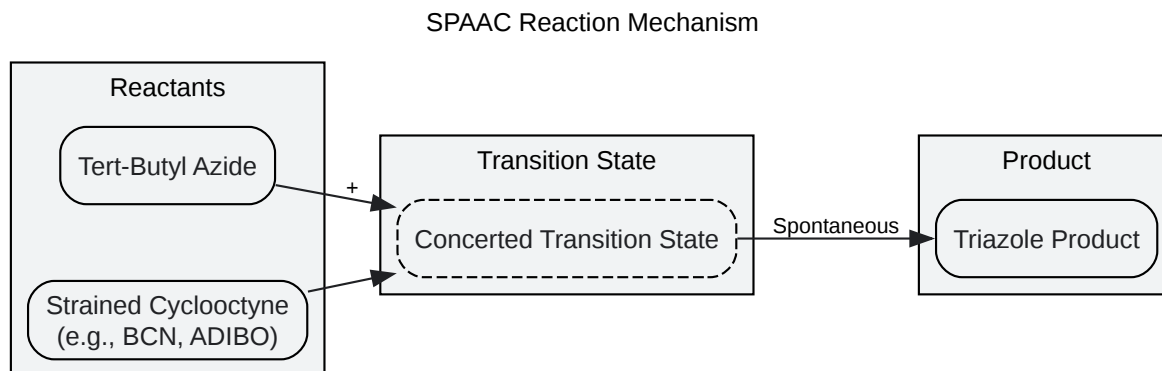 SPAAC Reaction Mechanism
Reactants
Tert-Butyl Azide
+
Strained Cyclooctyne
(e.g., BCN, ADIBO)
Transition State
Concerted Transition State
Spontaneous
Product
Triazole Product